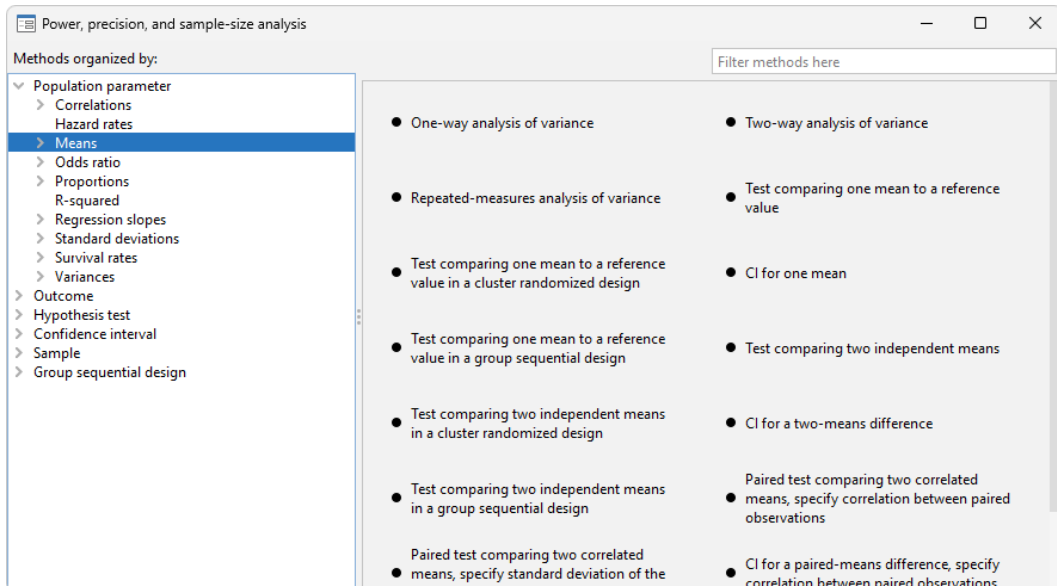 Power, precision, and sample-size analysis
Methods organized by:
Filter methods here
Population parameter
Correlations
Hazard rates
Means
Odds ratio
Proportions
R-squared
Regression slopes
Standard deviations
Survival rates
Variances
Outcome
Hypothesis test
Confidence interval
Sample
Group sequential design
One-way analysis of variance
Two-way analysis of variance
Repeated-measures analysis of variance
Test comparing one mean to a reference
value
Test comparing one mean to a reference
value in a cluster randomized design
CI for one mean
Test comparing one mean to a reference
value in a group sequential design
Test comparing two independent means
Test comparing two independent means
in a cluster randomized design
CI for a two-means difference
Test comparing two independent means
in a group sequential design
Paired test comparing two correlated
means, specify correlation between paired
observations
Paired test comparing two correlated
means, specify standard deviation of the
CI for a paired-means difference, specify
correlation between paired observations